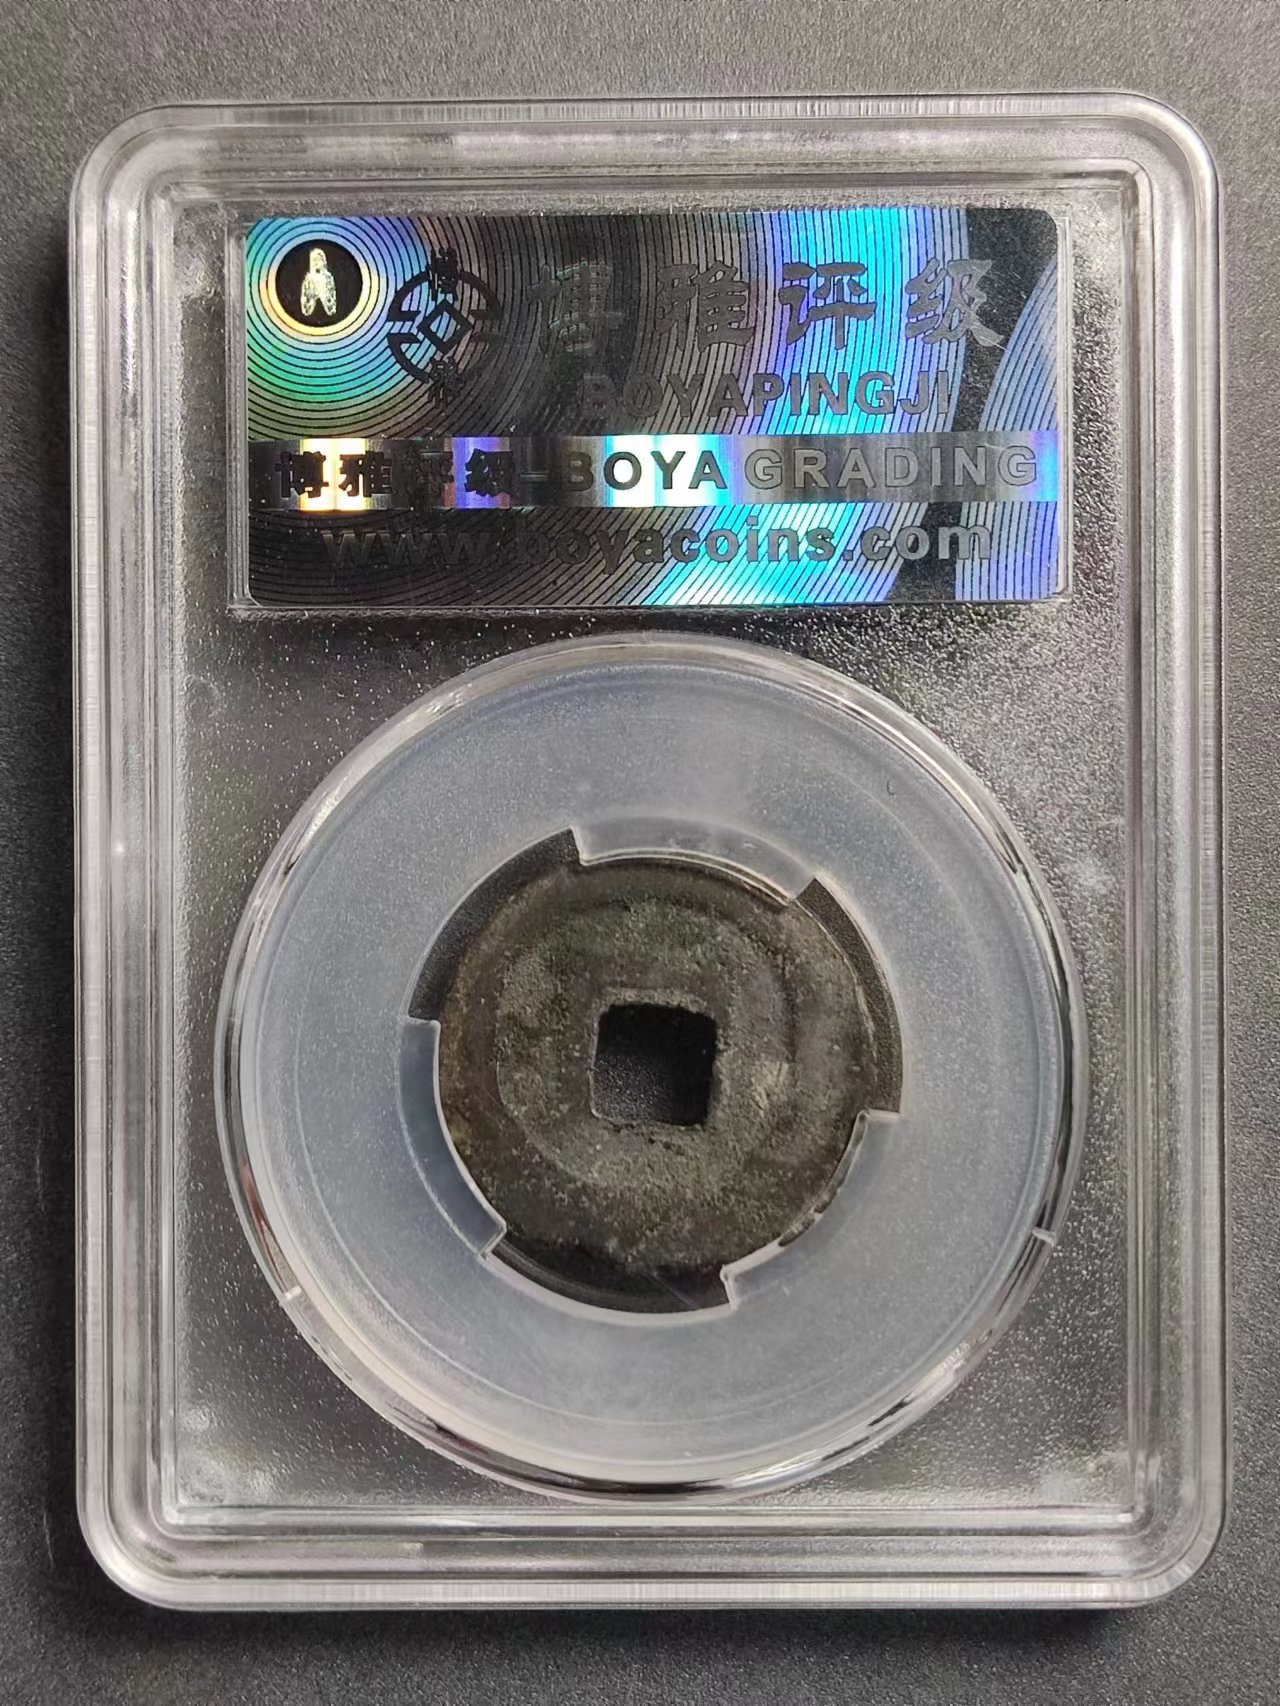 博雅评级
BOYAPINGJI
博雅评级-BOYA GRADING
www.boyacoins.com